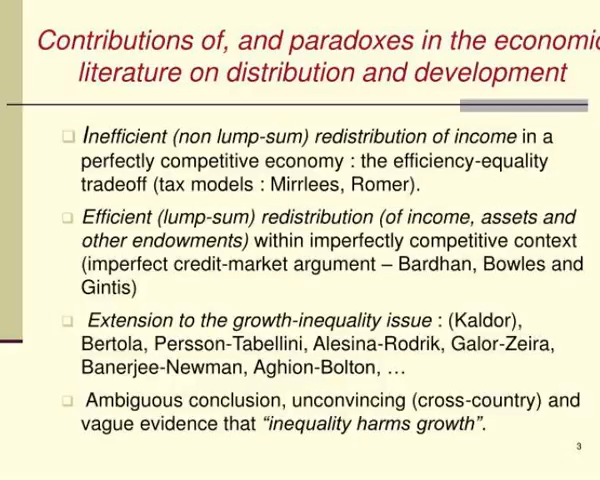 Contributions of, and paradoxes in the economic
literature on distribution and development
Inefficient (non lump-sum) redistribution of income in a
perfectly competitive economy : the efficiency-equality
tradeoff (tax models : Mirrlees, Romer).
Efficient (lump-sum) redistribution (of income, assets and
other endowments) within imperfectly competitive context
(imperfect credit-market argument – Bardhan, Bowles and
Gintis)
Extension to the growth-inequality issue : (Kaldor),
Bertola, Persson-Tabellini, Alesina-Rodrik, Galor-Zeira,
Banerjee-Newman, Aghion-Bolton, …
Ambiguous conclusion, unconvincing (cross-country) and
vague evidence that “inequality harms growth”.
3